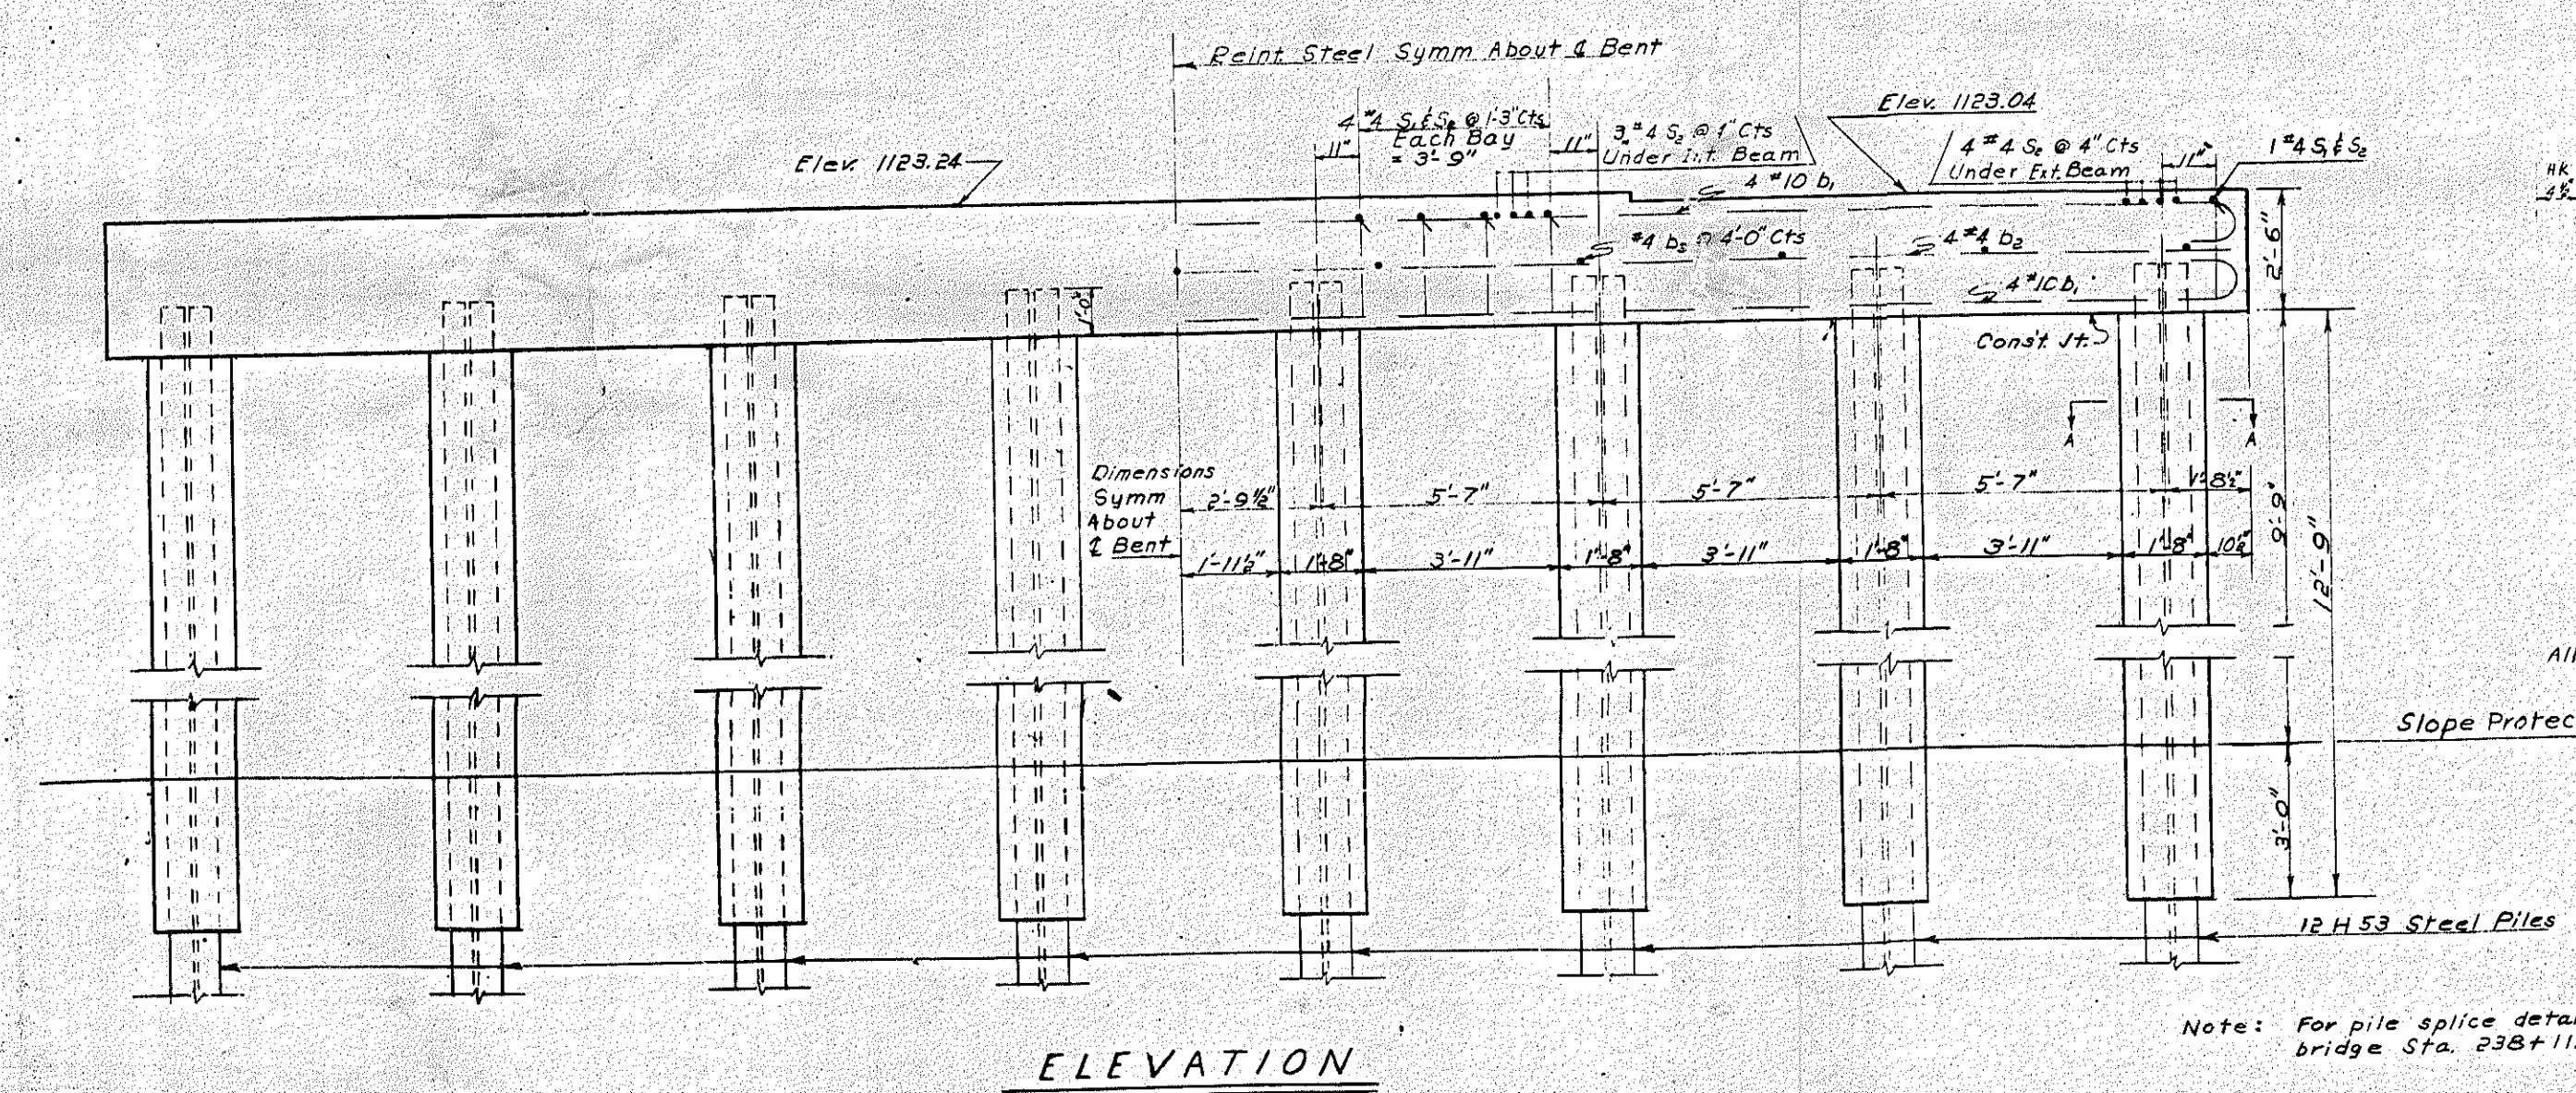 Reinf. Steel Symm About ℄ Bent
Elev. 1123.24
4 #4 S₁ & S₂ @ 1'-3" Cts
Each Bay
= 3'-9"
11"
11"
3 #4 S₂ @ 4" Cts
Under Int. Beam
Elev. 1123.04
4 #4 S₂ @ 4" Cts
Under Ext. Beam
11"
1 #4 S₁ & S₂
HK.
4 #10 b₁
#4 b₃ @ 4'-0" Cts
4 #4 b₂
4 #10 b₁
2'-6"
1'-0"
Const. Jt.
A
A
Dimensions
Symm
About
℄ Bent
2'-9½"
5'-7"
5'-7"
5'-7"
1'-8½"
1'-11½"
1'-8"
3'-11"
1'-8"
3'-11"
1'-8"
3'-11"
1'-8"
10½"
9'-9"
12'-9"
All
Slope Protec
3'-0"
12 H 53 Steel Piles
Note: For pile splice detai
bridge Sta. 238+11.
ELEVATION